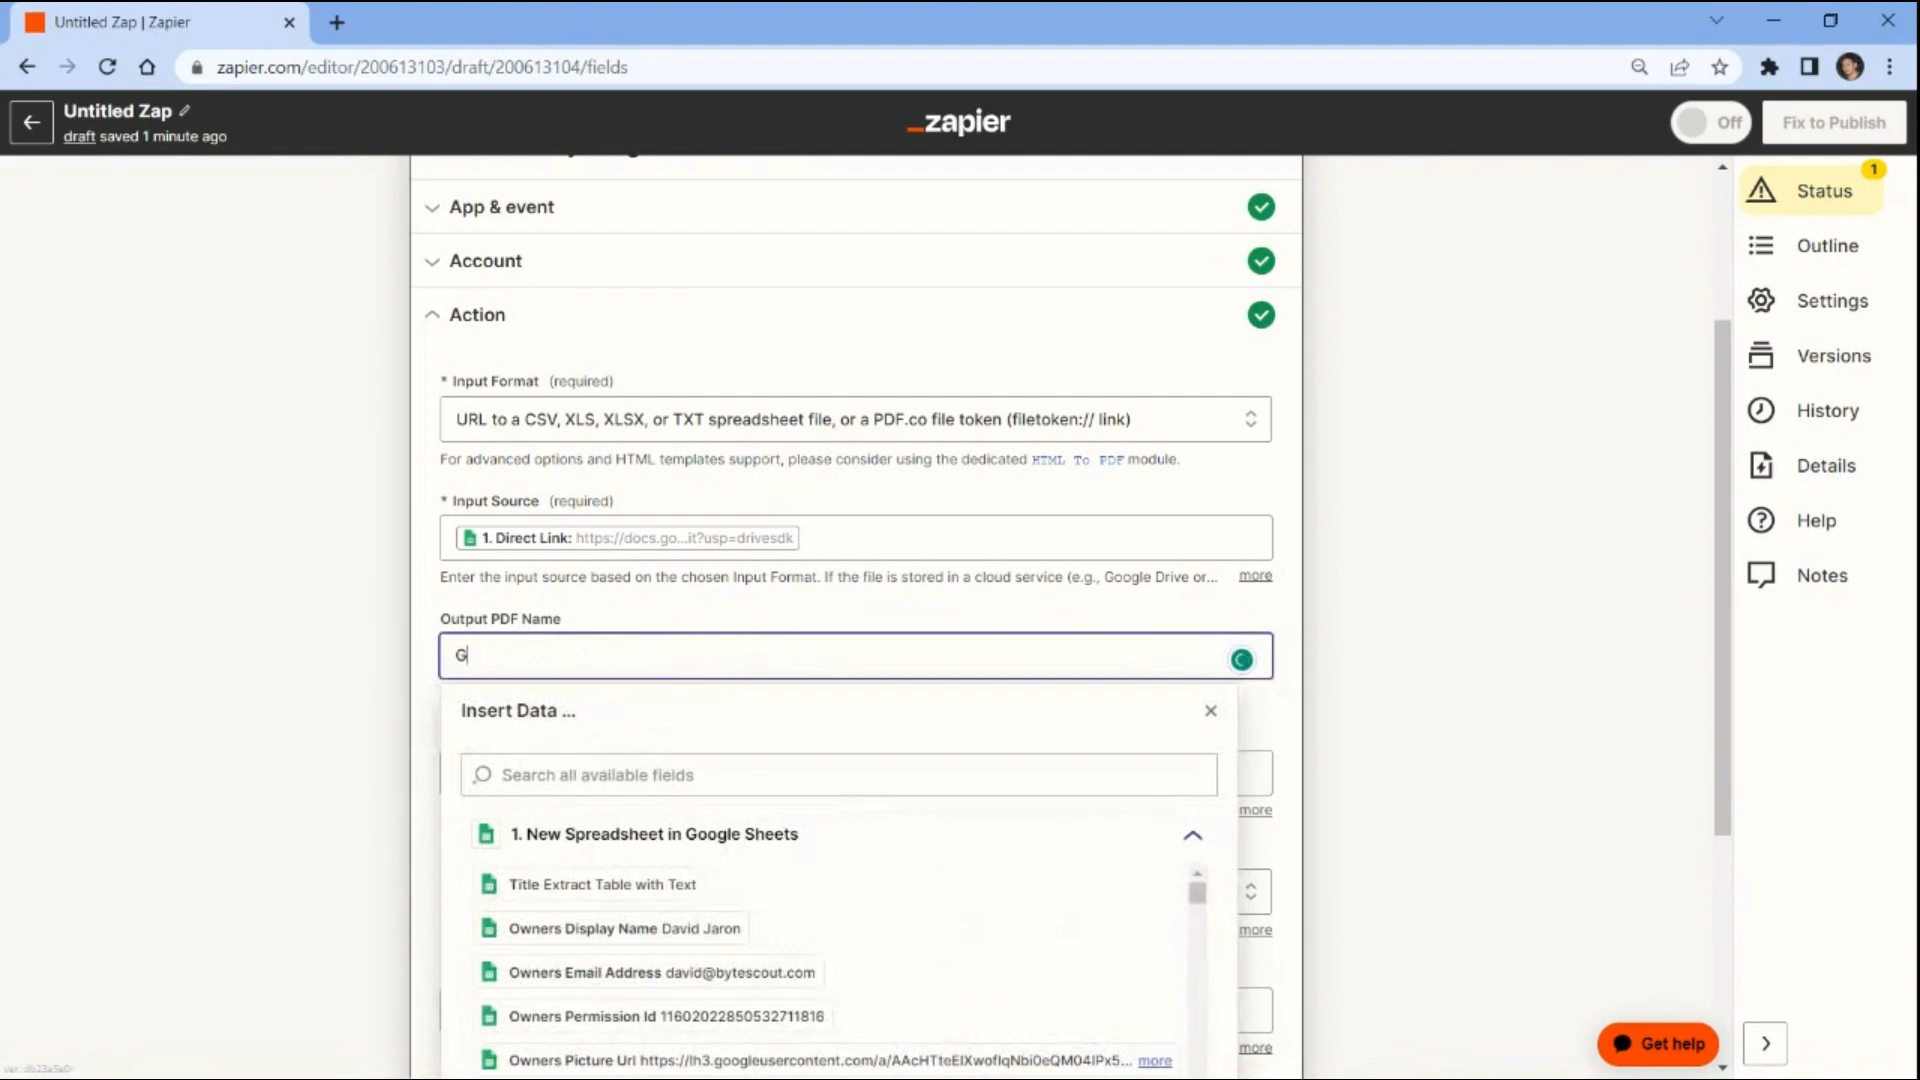 Untitled Zap | Zapier
zapier.com/editor/200613103/draft/200613104/fields
Untitled Zap
draft saved 1 minute ago
_zapier
Off
Fix to Publish
App & event
Account
Action
* Input Format (required)
URL to a CSV, XLS, XLSX, or TXT spreadsheet file, or a PDF.co file token (filetoken:// link)
For advanced options and HTML templates support, please consider using the dedicated HTML To PDF module.
* Input Source (required)
1. Direct Link: https://docs.go...it?usp=drivesdk
Enter the input source based on the chosen Input Format. If the file is stored in a cloud service (e.g., Google Drive or... more
Output PDF Name
G
Insert Data ...
Search all available fields
more
1. New Spreadsheet in Google Sheets
Title Extract Table with Text
Owners Display Name David Jaron
more
Owners Email Address david@bytescout.com
Owners Permission Id 11602022850532711816
more
Owners Picture Url https://lh3.googleusercontent.com/a/AAcHTteEIXwofIqNbi0eQM04IPx5... more
1
Status
Outline
Settings
Versions
History
Details
Help
Notes
Get help